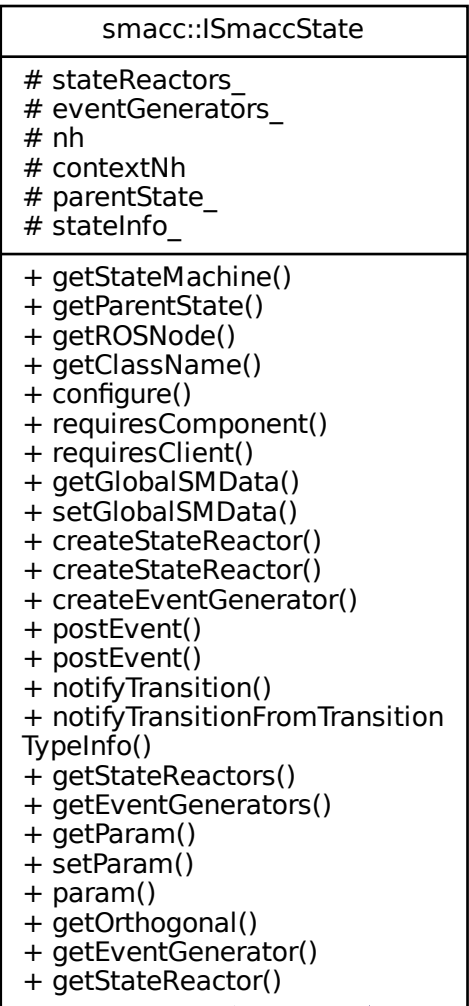 smacc::ISmaccState
# stateReactors_
# eventGenerators_
# nh
# contextNh
# parentState_
# stateInfo_
+ getStateMachine()
+ getParentState()
+ getROSNode()
+ getClassName()
+ configure()
+ requiresComponent()
+ requiresClient()
+ getGlobalSMData()
+ setGlobalSMData()
+ createStateReactor()
+ createStateReactor()
+ createEventGenerator()
+ postEvent()
+ postEvent()
+ notifyTransition()
+ notifyTransitionFromTransition
TypeInfo()
+ getStateReactors()
+ getEventGenerators()
+ getParam()
+ setParam()
+ param()
+ getOrthogonal()
+ getEventGenerator()
+ getStateReactor()